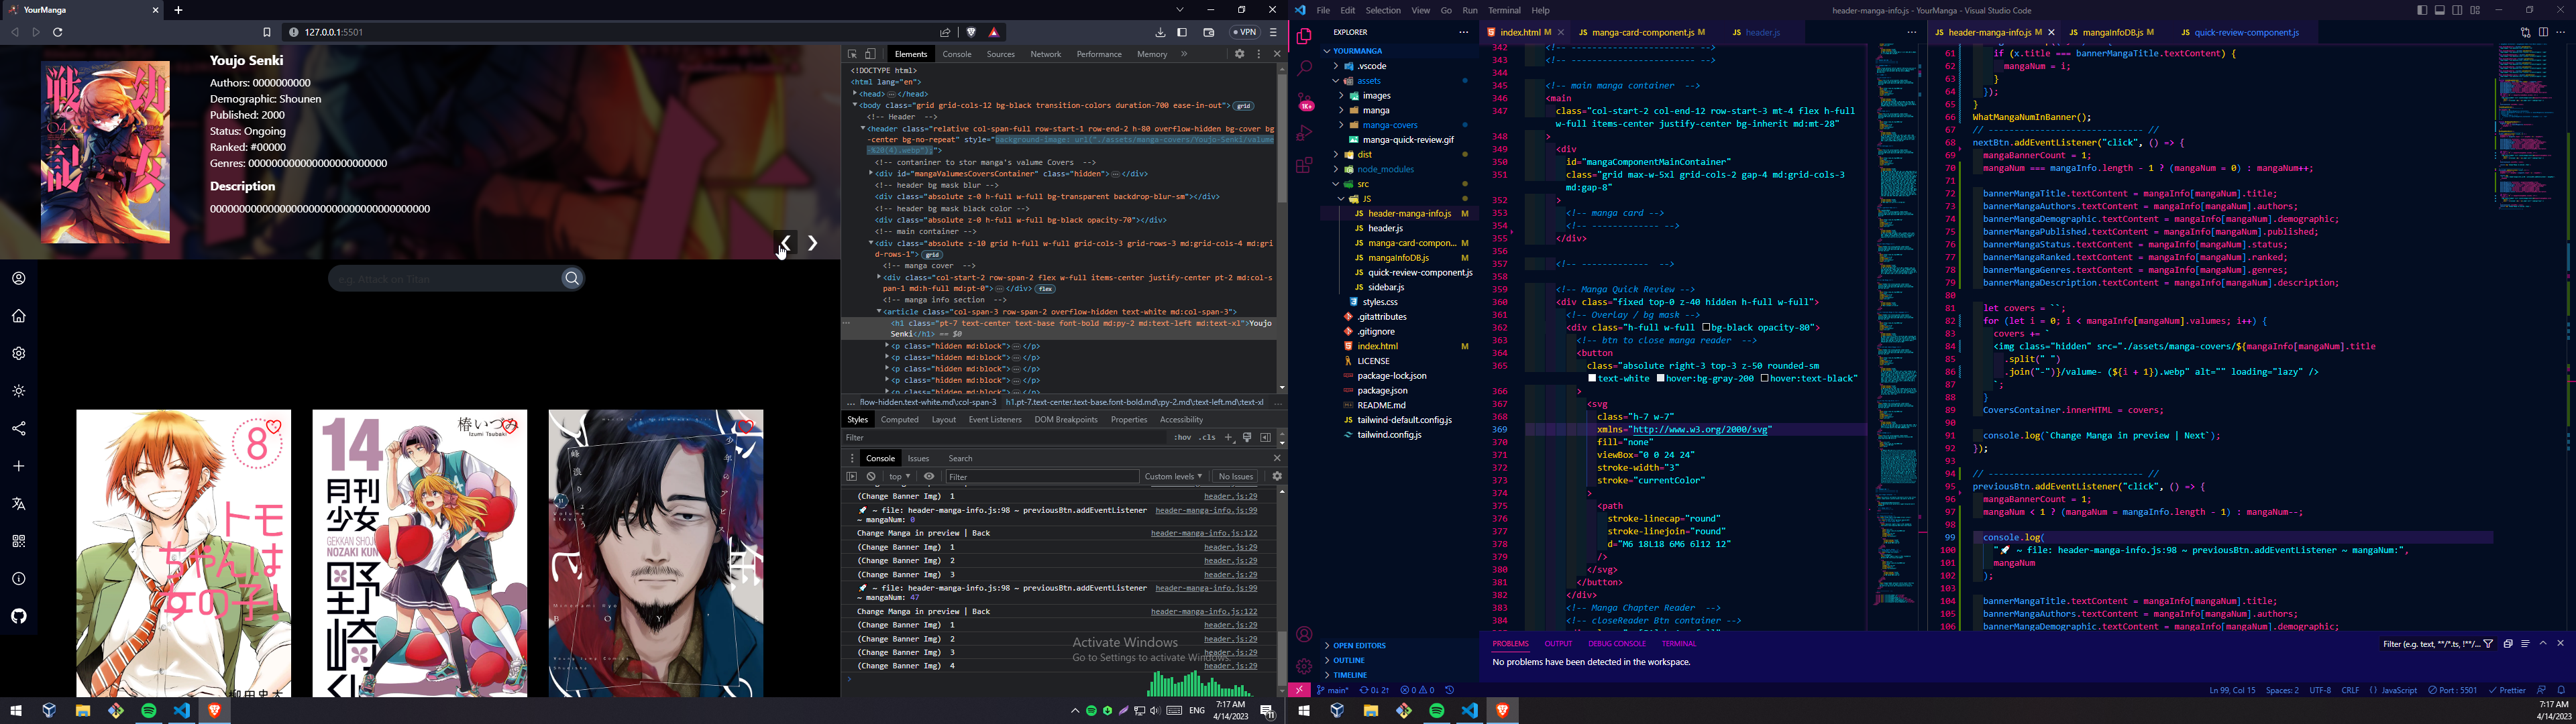 YourManga
127.0.0.1:5501
VPN
Youjo Senki
Authors: 0000000000
Demographic: Shounen
Published: 2000
Status: Ongoing
Ranked: #00000
Genres: 000000000000000000000000
Description
e.g. Attack on Titan
戦記
幼女
04
8
トモ
ちゃんは
女の子!
14
月刊
少女
野崎
くん
GEKKAN SHOJO
NOZAKI KUN
椿いづみ
Izumi Tsubaki
Elements Console Sources Network Performance Memory
<!DOCTYPE html>
<html lang="en">
<head> </head>
<body class="grid grid-cols-12 bg-black transition-colors duration-700 ease-in-out"> grid
<!-- Header -->
<header class="relative col-span-full row-start-1 row-end-2 h-80 overflow-hidden bg-cover bg
-center bg-no-repeat" style="background-image: url("./assets/manga-covers/Youjo-Senki/valume
-%20(4).webp");">
<!-- contanier to stor manga's valume Covers -->
<div id="mangaValumesCoversContainer" class="hidden"> </div>
<!-- header bg mask blur -->
<div class="absolute z-0 h-full w-full bg-transparent backdrop-blur-sm"></div>
<!-- header bg mask black color -->
<div class="absolute z-0 h-full w-full bg-black opacity-70"></div>
<!-- main container -->
<div class="absolute z-10 grid h-full w-full grid-cols-3 grid-rows-3 md:grid-cols-4 md:gri
d-rows-1"> grid
<!-- manga cover -->
<div class="col-start-2 row-span-2 flex w-full items-center justify-center pt-2 md:col-s
pan-1 md:h-full md:pt-0"> </div> flex
<!-- manga info section -->
<article class="col-span-3 row-span-2 overflow-hidden text-white md:col-span-3">
<h1 class="pt-7 text-center text-base font-bold md:py-2 md:text-left md:text-xl">Youjo
Senki</h1> == $0
<p class="hidden md:block"> </p>
<p class="hidden md:block"> </p>
<p class="hidden md:block"> </p>
<p class="hidden md:block"> </p>
flow-hidden.text-white.md\:col-span-3 h1.pt-7.text-center.text-base.font-bold.md\:py-2.md\:text-left.md\:text-xl
Styles Computed Layout Event Listeners DOM Breakpoints Properties Accessibility
Filter :hov .cls
Console Issues Search
top Filter Custom levels No Issues
(Change Banner Img) 1 header.js:29
~ file: header-manga-info.js:98 ~ previousBtn.addEventListener header-manga-info.js:99
~ mangaNum: 0
Change Manga in preview | Back header-manga-info.js:122
(Change Banner Img) 1 header.js:29
(Change Banner Img) 2 header.js:29
(Change Banner Img) 3 header.js:29
~ file: header-manga-info.js:98 ~ previousBtn.addEventListener header-manga-info.js:99
~ mangaNum: 47
Change Manga in preview | Back header-manga-info.js:122
(Change Banner Img) 1 header.js:29
(Change Banner Img) 2 header.js:29
(Change Banner Img) 3 header.js:29
(Change Banner Img) 4 header.js:29
Activate Windows
Go to Settings to activate Windows.
ENG
7:17 AM
4/14/2023
File Edit Selection View Go Run Terminal Help
header-manga-info.js - YourManga - Visual Studio Code
EXPLORER
YOURMANGA
.vscode
assets
images
manga
manga-covers
manga-quick-review.gif
dist
node_modules
src
JS
header-manga-info.js M
header.js
manga-card-compon... M
mangaInfoDB.js M
quick-review-component.js
sidebar.js
styles.css
.gitattributes
.gitignore
index.html M
LICENSE
package-lock.json
package.json
README.md
tailwind-default.config.js
tailwind.config.js
OPEN EDITORS
OUTLINE
TIMELINE
1K+
index.html M manga-card-component.js M header.js
342 <!-- ----------------------- -->
343 <!-- ----------------------- -->
344
345 <!-- main manga container -->
346 <main
347 class="col-start-2 col-end-12 row-start-3 mt-4 flex h-full
w-full items-center justify-center bg-inherit md:mt-28"
348 >
349 <div
350 id="mangaComponentMainContainer"
351 class="grid max-w-5xl grid-cols-2 gap-4 md:grid-cols-3
md:gap-8"
352 >
353 <!-- manga card -->
354 <!-- ------------ -->
355 </div>
356
357 <!-- ------------ -->
358
359 <!-- Manga Quick Review -->
360 <div class="fixed top-0 z-40 hidden h-full w-full">
361 <!-- Overlay / bg mask -->
362 <div class="h-full w-full bg-black opacity-80">
363 <!-- btn to close manga reader -->
364 <button
365 class="absolute right-3 top-3 z-50 rounded-sm
text-white hover:bg-gray-200 hover:text-black"
366 >
367 <svg
368 class="h-7 w-7"
369 xmlns="http://www.w3.org/2000/svg"
370 fill="none"
371 viewBox="0 0 24 24"
372 stroke-width="3"
373 stroke="currentColor"
374 >
375 <path
376 stroke-linecap="round"
377 stroke-linejoin="round"
378 d="M6 18L18 6M6 6l12 12"
379 />
380 </svg>
381 </button>
382 </div>
383 <!-- Manga Chapter Reader -->
384 <!-- closeReader Btn container -->
header-manga-info.js M mangaInfoDB.js M quick-review-component.js
61 if (x.title === bannerMangaTitle.textContent) {
62 mangaNum = i;
63 }
64 });
65 }
66 WhatMangaNumInBanner();
67 // ---------------------------- //
68 nextBtn.addEventListener("click", () => {
69 mangaBannerCount = 1;
70 mangaNum === mangaInfo.length - 1 ? (mangaNum = 0) : mangaNum++;
71
72 bannerMangaTitle.textContent = mangaInfo[mangaNum].title;
73 bannerMangaAuthors.textContent = mangaInfo[mangaNum].authors;
74 bannerMangaDemographic.textContent = mangaInfo[mangaNum].demographic;
75 bannerMangaPublished.textContent = mangaInfo[mangaNum].published;
76 bannerMangaStatus.textContent = mangaInfo[mangaNum].status;
77 bannerMangaRanked.textContent = mangaInfo[mangaNum].ranked;
78 bannerMangaGenres.textContent = mangaInfo[mangaNum].genres;
79 bannerMangaDescription.textContent = mangaInfo[mangaNum].description;
80
81 let covers = ``;
82 for (let i = 0; i < mangaInfo[mangaNum].valumes; i++) {
83 covers += `
84 <img class="hidden" src="./assets/manga-covers/${mangaInfo[mangaNum].title
85 .split(" ")
86 .join("-")}/valume- (${i + 1}).webp" alt="" loading="lazy" />
87 `;
88 }
89 CoversContainer.innerHTML = covers;
90
91 console.log(`Change Manga in preview | Next`);
92 });
93
94 // ---------------------------- //
95 previousBtn.addEventListener("click", () => {
96 mangaBannerCount = 1;
97 mangaNum < 1 ? (mangaNum = mangaInfo.length - 1) : mangaNum--;
98
99 console.log(
100 " ~ file: header-manga-info.js:98 ~ previousBtn.addEventListener ~ mangaNum:",
101 mangaNum
102 );
103
104 bannerMangaTitle.textContent = mangaInfo[mangaNum].title;
105 bannerMangaAuthors.textContent = mangaInfo[mangaNum].authors;
106 bannerMangaDemographic.textContent = mangaInfo[mangaNum].demographic;
PROBLEMS OUTPUT DEBUG CONSOLE TERMINAL
Filter (e.g. text, **/*.ts, !**/...
No problems have been detected in the workspace.
main* 0↓ 2↑ 0 0
Ln 99, Col 15 Spaces: 2 UTF-8 CRLF {} JavaScript Port : 5501 Prettier
7:17 AM
4/14/2023